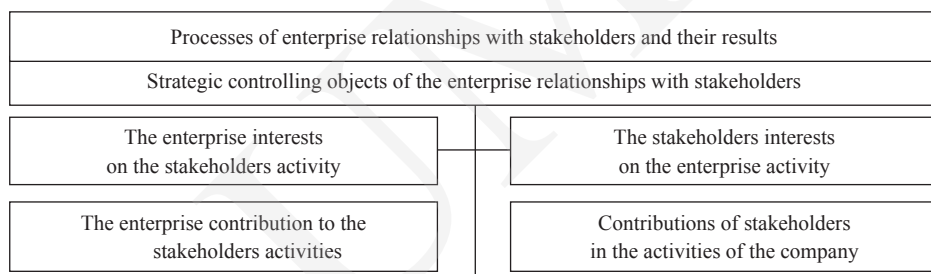 Processes of enterprise relationships with stakeholders and their results
Strategic controlling objects of the enterprise relationships with stakeholders
The enterprise interests
on the stakeholders activity
The stakeholders interests
on the enterprise activity
The enterprise contribution to the
stakeholders activities
Contributions of stakeholders
in the activities of the company